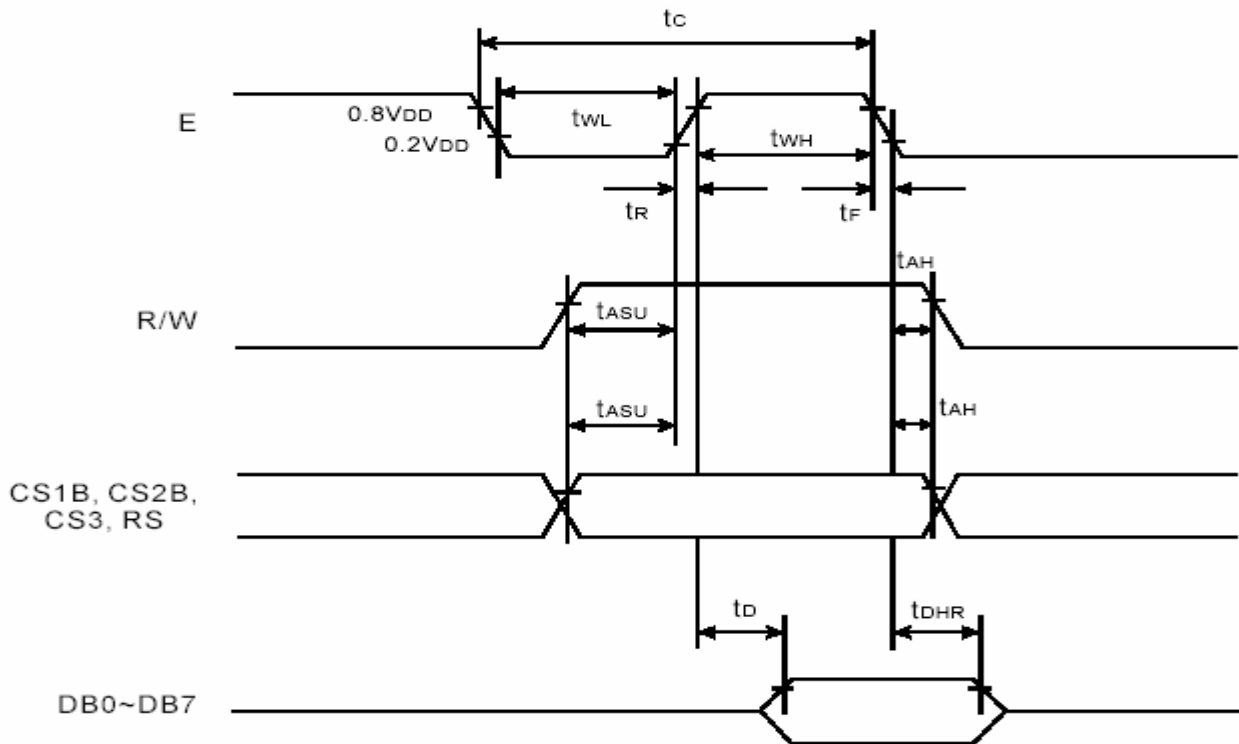 tC
E
0.8VDD
0.2VDD
tWL
tWH
tR
tF
tAH
R/W
tASU
tASU
tAH
CS1B, CS2B,
CS3, RS
tD
tDHR
DB0~DB7